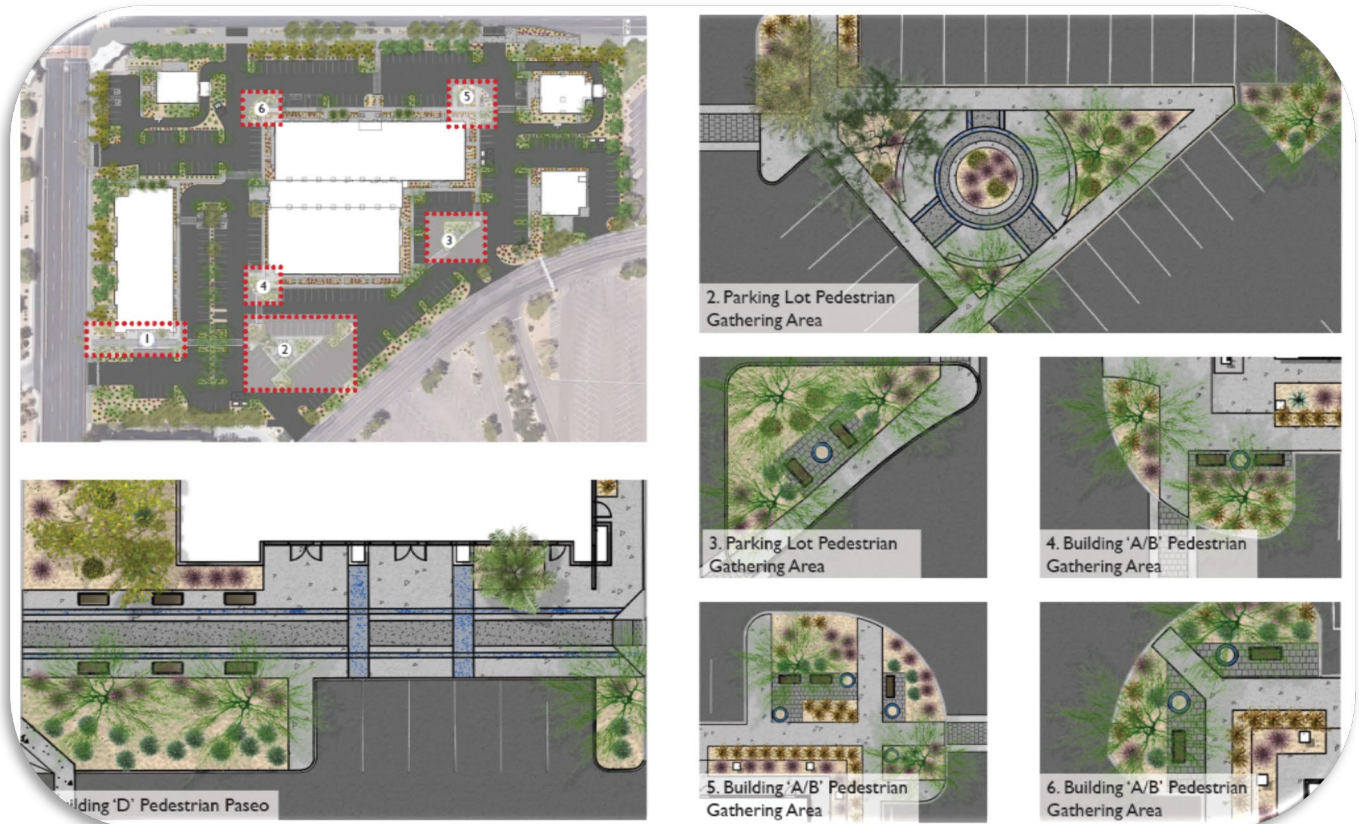 6
5
3
4
1
2
2. Parking Lot Pedestrian
Gathering Area
3. Parking Lot Pedestrian
Gathering Area
4. Building ‘A/B’ Pedestrian
Gathering Area
‘D’ Pedestrian Paseo
5. Building ‘A/B’ Pedestrian
Gathering Area
6. Building ‘A/B’ Pedestrian
Gathering Area